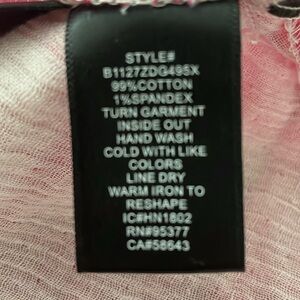 STYLE#
B1127ZDG495X
99%COTTON
1%SPANDEX
TURN GARMENT
INSIDE OUT
HAND WASH
COLD WITH LIKE
COLORS
LINE DRY
WARM IRON TO
RESHAPE
IC#HN1802
RN#95377
CA#58643